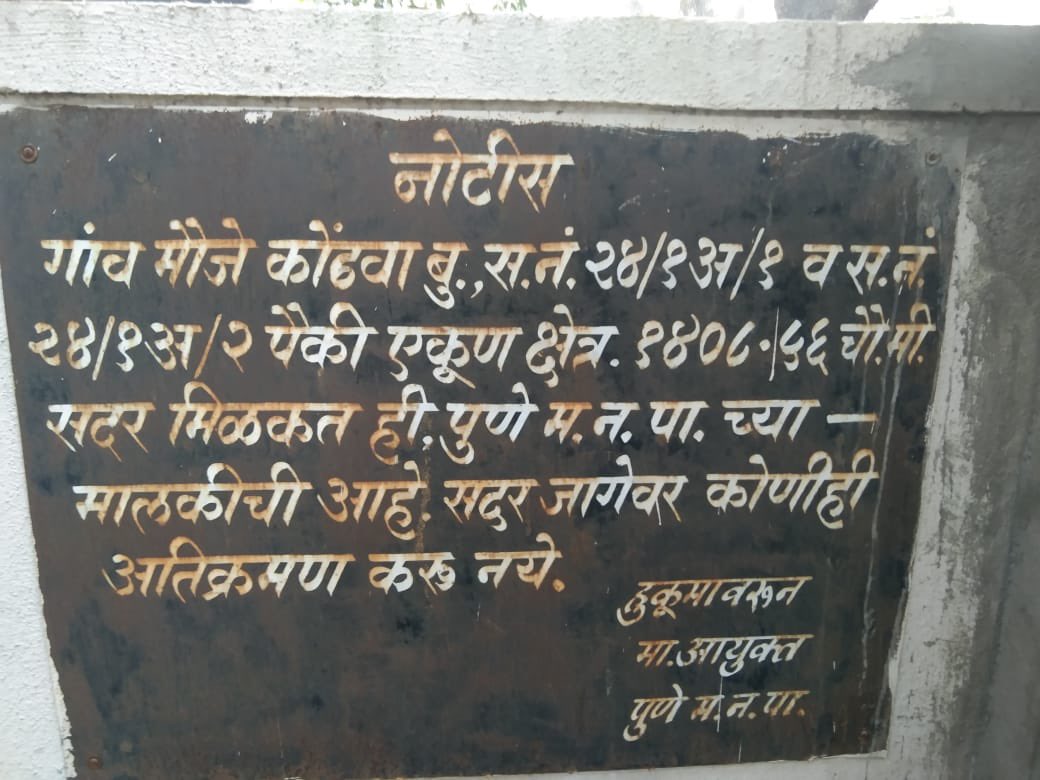 नोटीस
गांव मौजे कोंढवा बु., स.नं. २४/१अ/१ व स.नं.
२४/१अ/२ पैकी एकूण क्षेत्र. १४०८.५६ चौ.मी.
सदर मिळकत ही, पुणे म.न.पा. च्या —
मालकीची आहे. सदर जागेवर कोणीही
अतिक्रमण करू नये.
हुकूमावरून
मा.आयुक्त
पुणे म.न.पा.